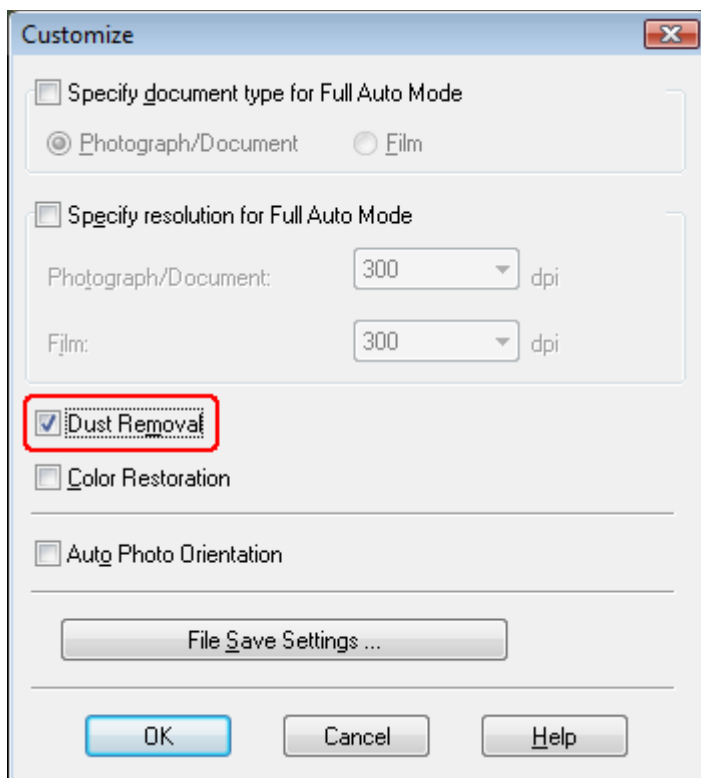 Customize
Specify document type for Full Auto Mode
Photograph/Document Film
Specify resolution for Full Auto Mode
Photograph/Document: 300 dpi
Film: 300 dpi
Dust Removal
Color Restoration
Auto Photo Orientation
File Save Settings ...
OK Cancel Help